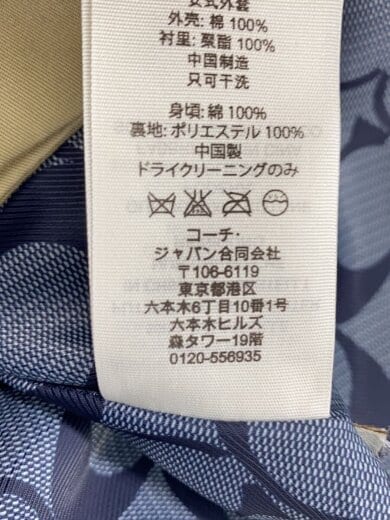 女式外套
外壳: 棉 100%
衬里: 聚酯 100%
中国制造
只可干洗
身頃: 綿 100%
裏地: ポリエステル 100%
中国製
ドライクリーニングのみ
コーチ・
ジャパン合同会社
〒106-6119
東京都港区
六本木6丁目10番1号
六本木ヒルズ
森タワー19階
0120-556935